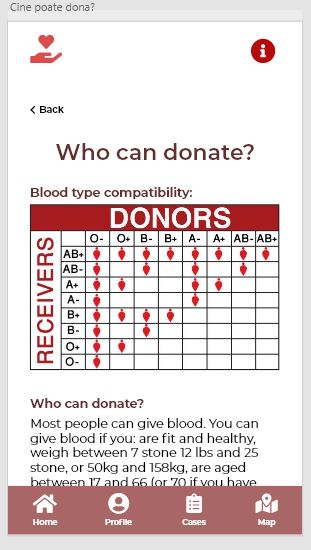 Cine poate dona?
Back
Who can donate?
Blood type compatibility:
DONORS
RECEIVERS
O- O+ B- B+ A- A+ AB- AB+
AB+
AB-
A+
A-
B+
B-
O+
O-
Who can donate?
Most people can give blood. You can
give blood if you: are fit and healthy,
weigh between 7 stone 12 lbs and 25
stone, or 50kg and 158kg, are aged
between 17 and 66 (or 70 if you have
Home Profile Cases Map